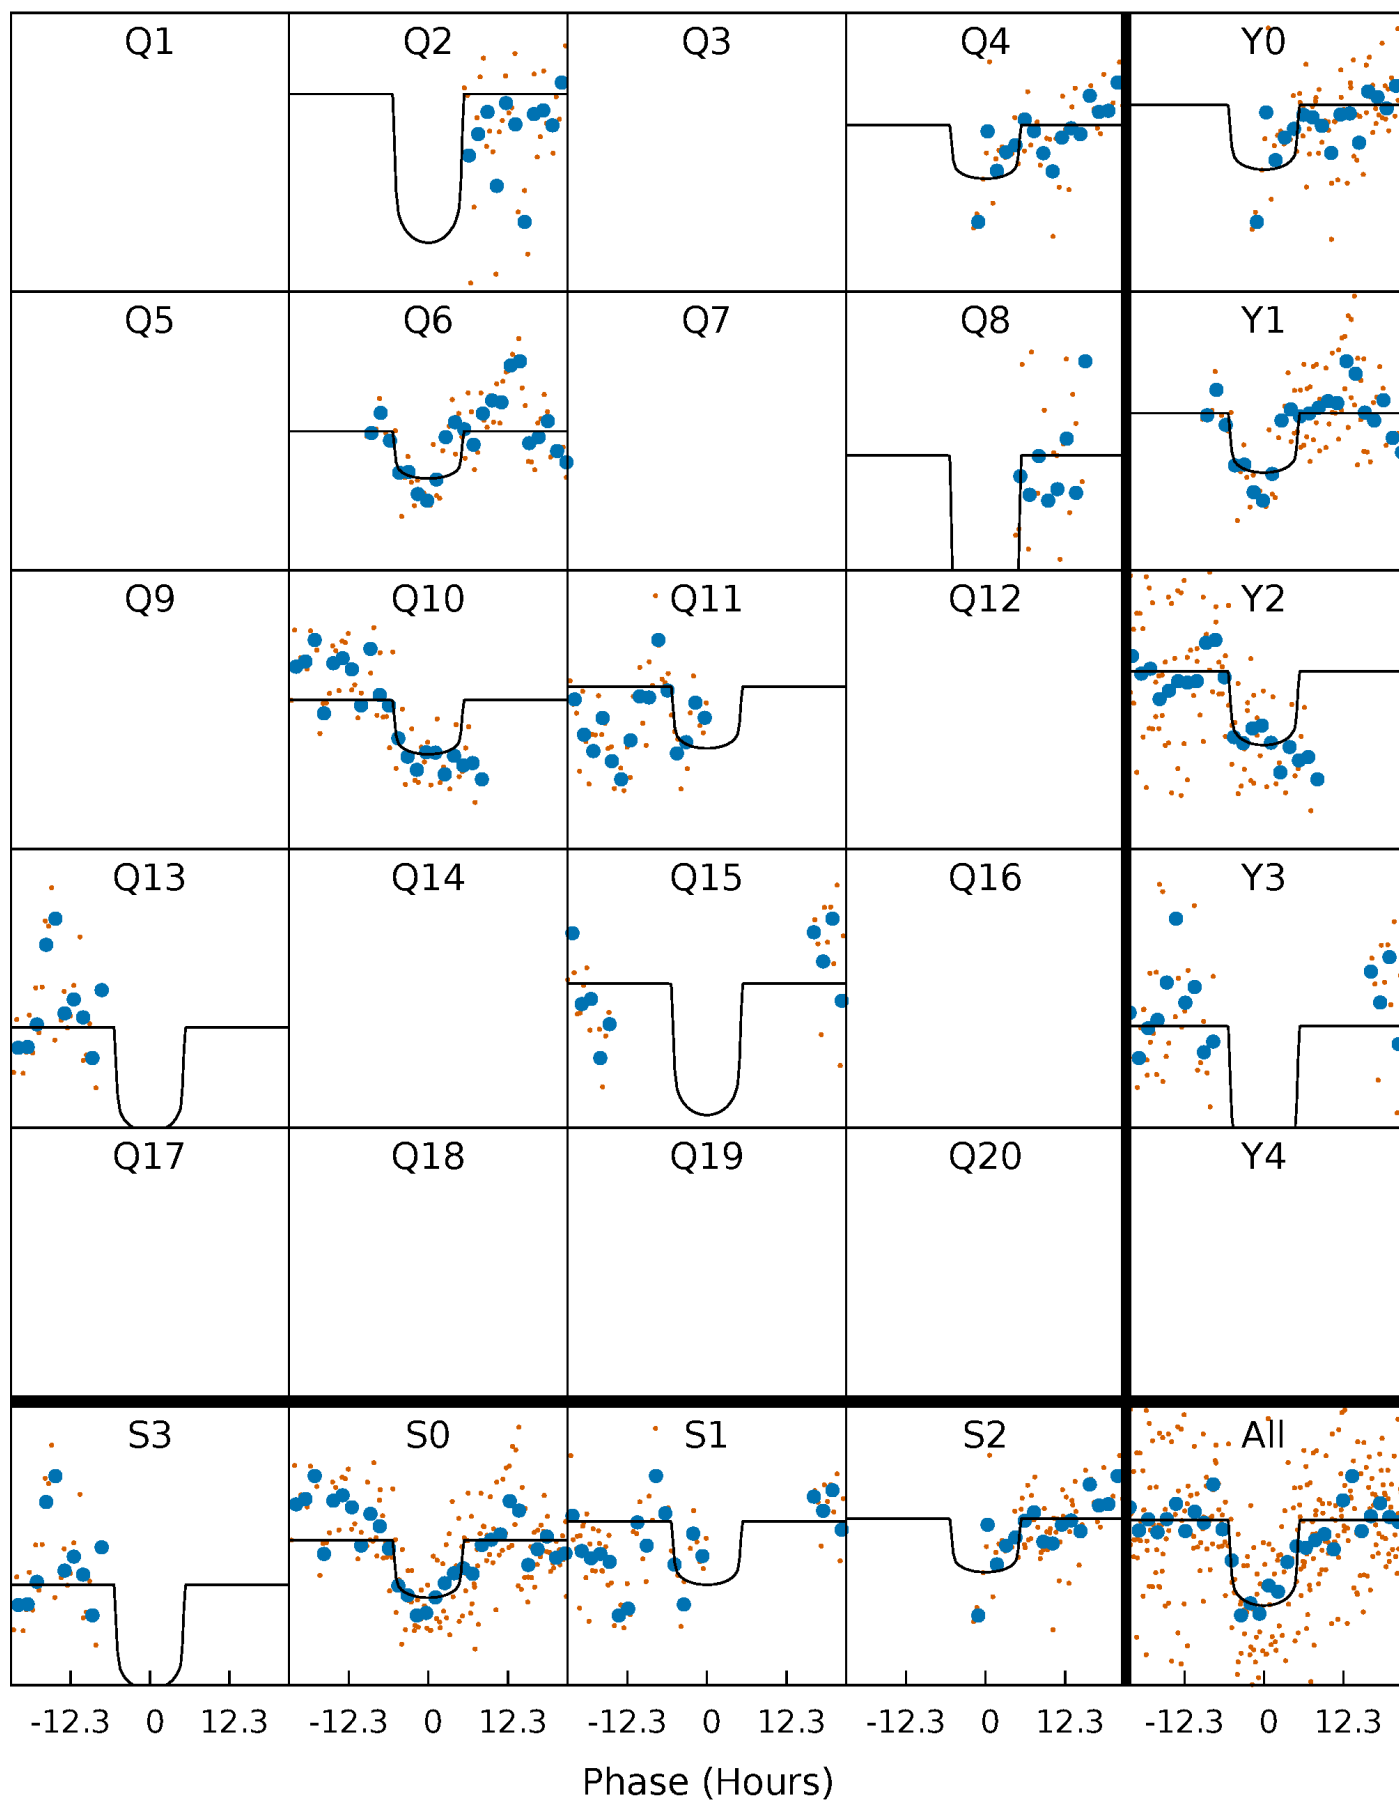 Q1 Q2 Q3 Q4 Y0
Q5 Q6 Q7 Q8 Y1
Q9 Q10 Q11 Q12 Y2
Q13 Q14 Q15 Q16 Y3
Q17 Q18 Q19 Q20 Y4
S3 S0 S1 S2 All
-12.3 0 12.3 -12.3 0 12.3 -12.3 0 12.3 -12.3 0 12.3 -12.3 0 12.3
Phase (Hours)